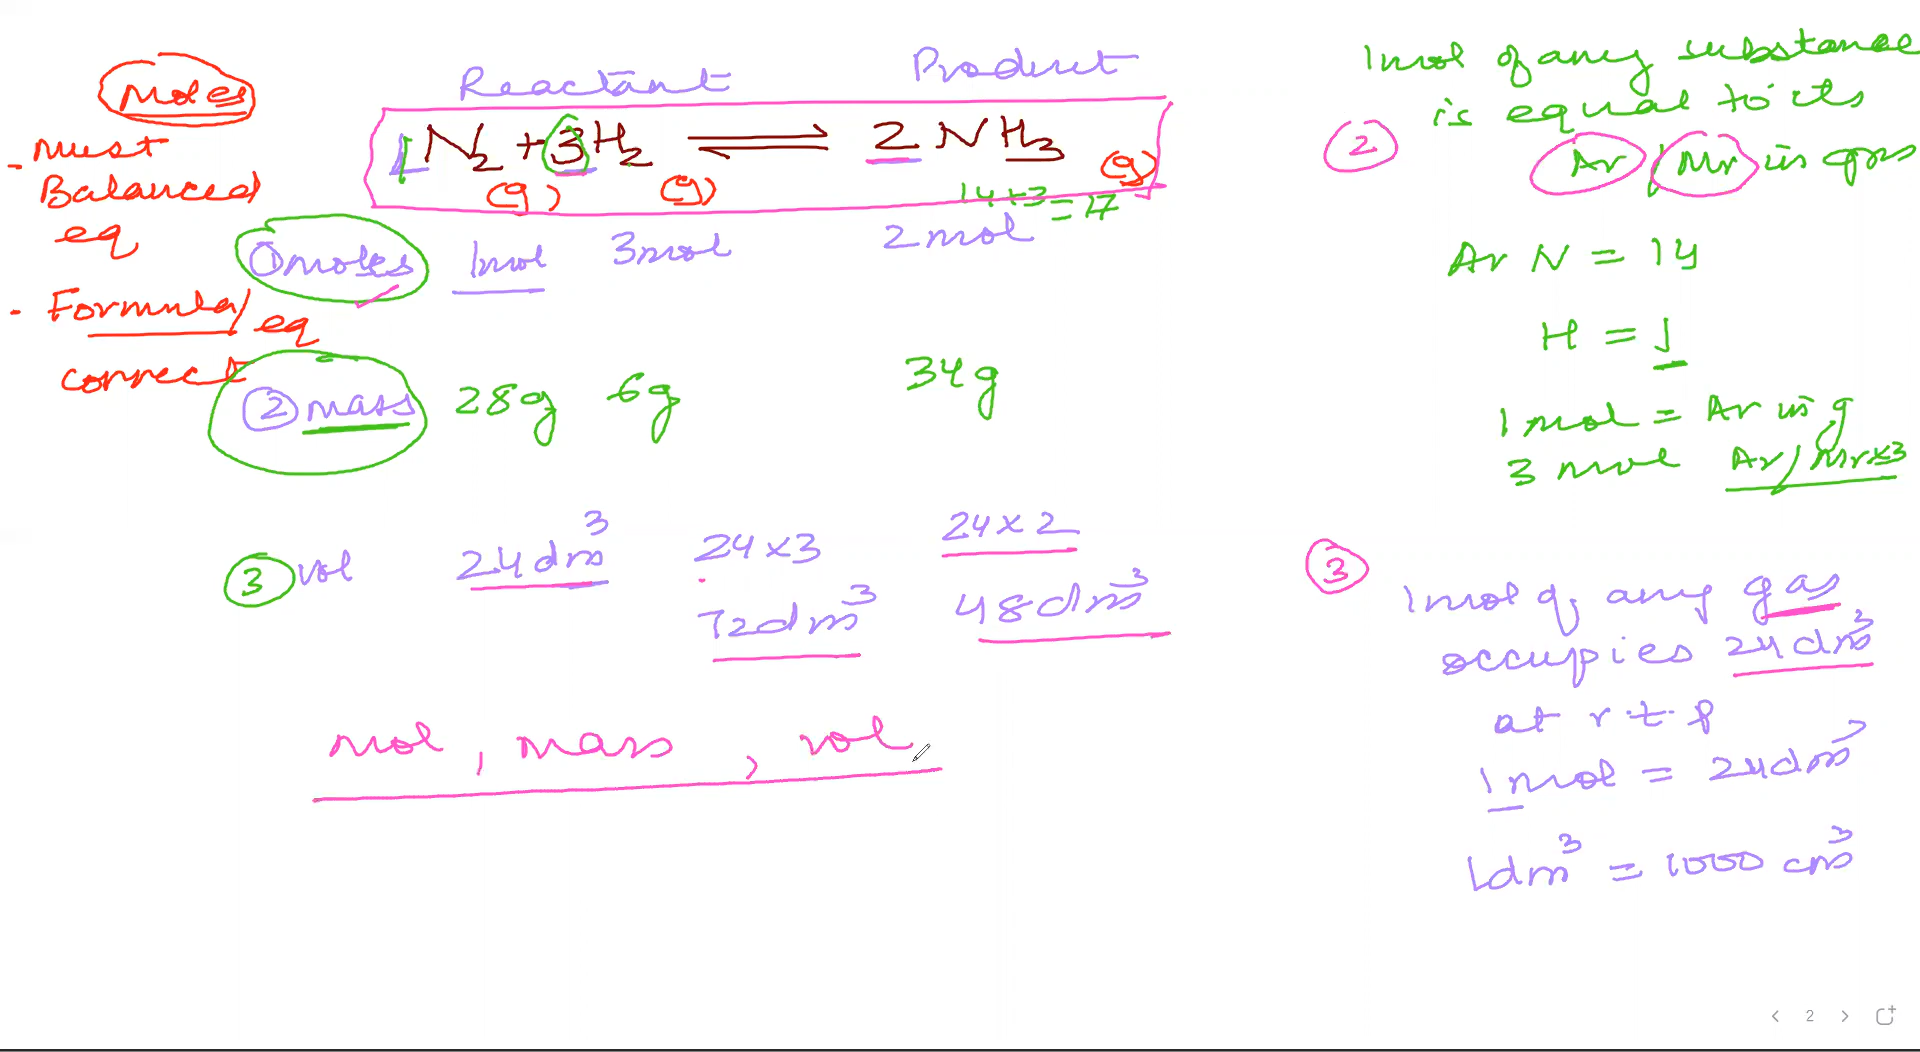 Moles
- Must
Balanced
eq
- Formula/
eq
correct
Reactant Product
1N₂ + 3H₂ ⇌ 2NH₃
(g) (g) (g)
14+3
=17
① moles 1mol 3mol 2mol
② mass 28g 6g 34g
③ vol 24dm³ 24×3 24×2
72dm³ 48dm³
mol, mass, vol
② 1mol of any substance
is equal to its
Ar/Mr in gms
Ar N = 14
H = 1
1 mol = Ar in g
3 mol Ar/Mr×3
③ 1mol of any gas
occupies 24dm³
at r.t.p
1mol = 24dm³
1dm³ = 1000 cm³
2